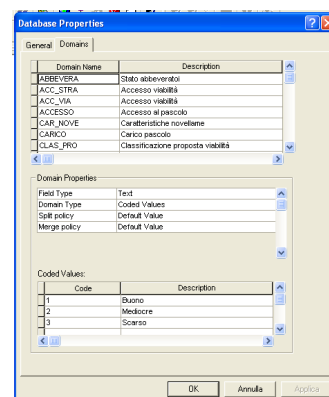 Database Properties
General Domains
Domain Name Description
ABBEVERA Stato abbeveratoi
ACC_STRA Accesso viabilità
ACC_VIA Accesso viabilità
ACCESSO Accesso al pascolo
CAR_NOVE Caratteristiche novellame
CARICO Carico pascolo
CLAS_PRO Classificazione proposta viabilità
Domain Properties
Field Type Text
Domain Type Coded Values
Split policy Default Value
Merge policy Default Value
Coded Values:
Code Description
1 Buono
2 Mediocre
3 Scarso
OK Annulla Applica